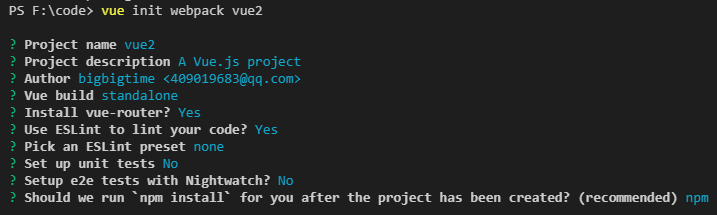 PS F:\code> vue init webpack vue2
? Project name vue2
? Project description A Vue.js project
? Author bigbigtime <409019683@qq.com>
? Vue build standalone
? Install vue-router? Yes
? Use ESLint to lint your code? Yes
? Pick an ESLint preset none
? Set up unit tests No
? Setup e2e tests with Nightwatch? No
? Should we run `npm install` for you after the project has been created? (recommended) npm